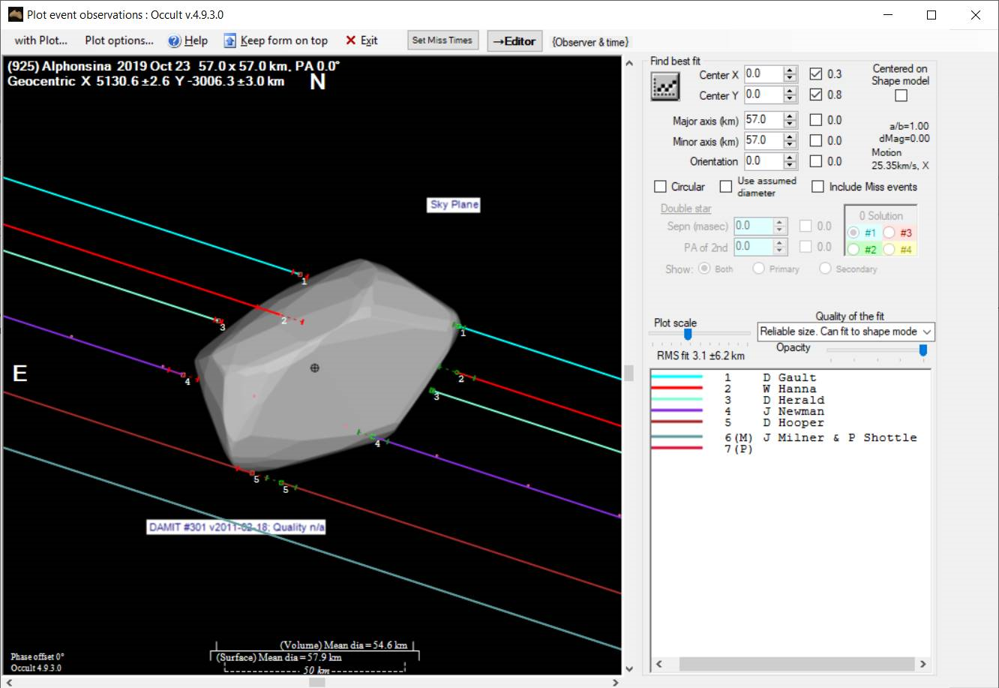 Plot event observations : Occult v.4.9.3.0
with Plot... Plot options... Help Keep form on top Exit Set Miss Times →Editor {Observer & time}
(925) Alphonsina 2019 Oct 23 57.0 x 57.0 km, PA 0.0°
Geocentric X 5130.6 ±2.6 Y -3006.3 ±3.0 km
N
Sky Plane
1
2
3
1
E
4
2
3
4
5
5
DAMIT #301 v2011-02-18; Quality n/a
(Volume) Mean dia = 54.6 km
(Surface) Mean dia = 57.9 km
50 km
Phase offset 0°
Occult 4.9.3.0
Find best fit
Center X 0.0 0.3
Center Y 0.0 0.8
Centered on
Shape model
Major axis (km) 57.0 0.0
Minor axis (km) 57.0 0.0
Orientation 0.0 0.0
a/b=1.00
dMag=0.00
Motion
25.35km/s, X
Circular
Use assumed
diameter
Include Miss events
Double star
Sepn (masec) 0.0 0.0
PA of 2nd 0.0 0.0
0 Solution
#1 #3
#2 #4
Show: Both Primary Secondary
Plot scale
Quality of the fit
Reliable size. Can fit to shape mode
Opacity
RMS fit 3.1 ±6.2 km
1 D Gault
2 W Hanna
3 D Herald
4 J Newman
5 D Hooper
6(M) J Milner & P Shottle
7(P)